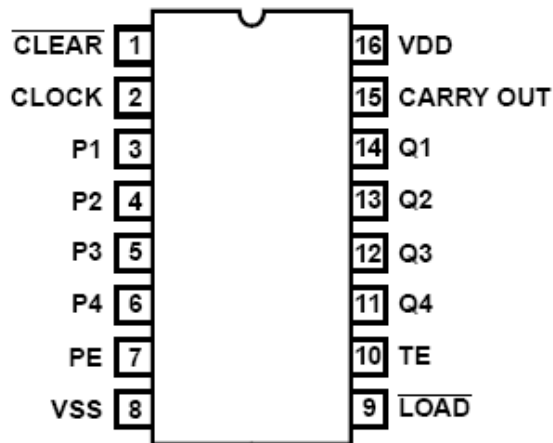 CLEAR 1 16 VDD
CLOCK 2 15 CARRY OUT
P1 3 14 Q1
P2 4 13 Q2
P3 5 12 Q3
P4 6 11 Q4
PE 7 10 TE
VSS 8 9 LOAD